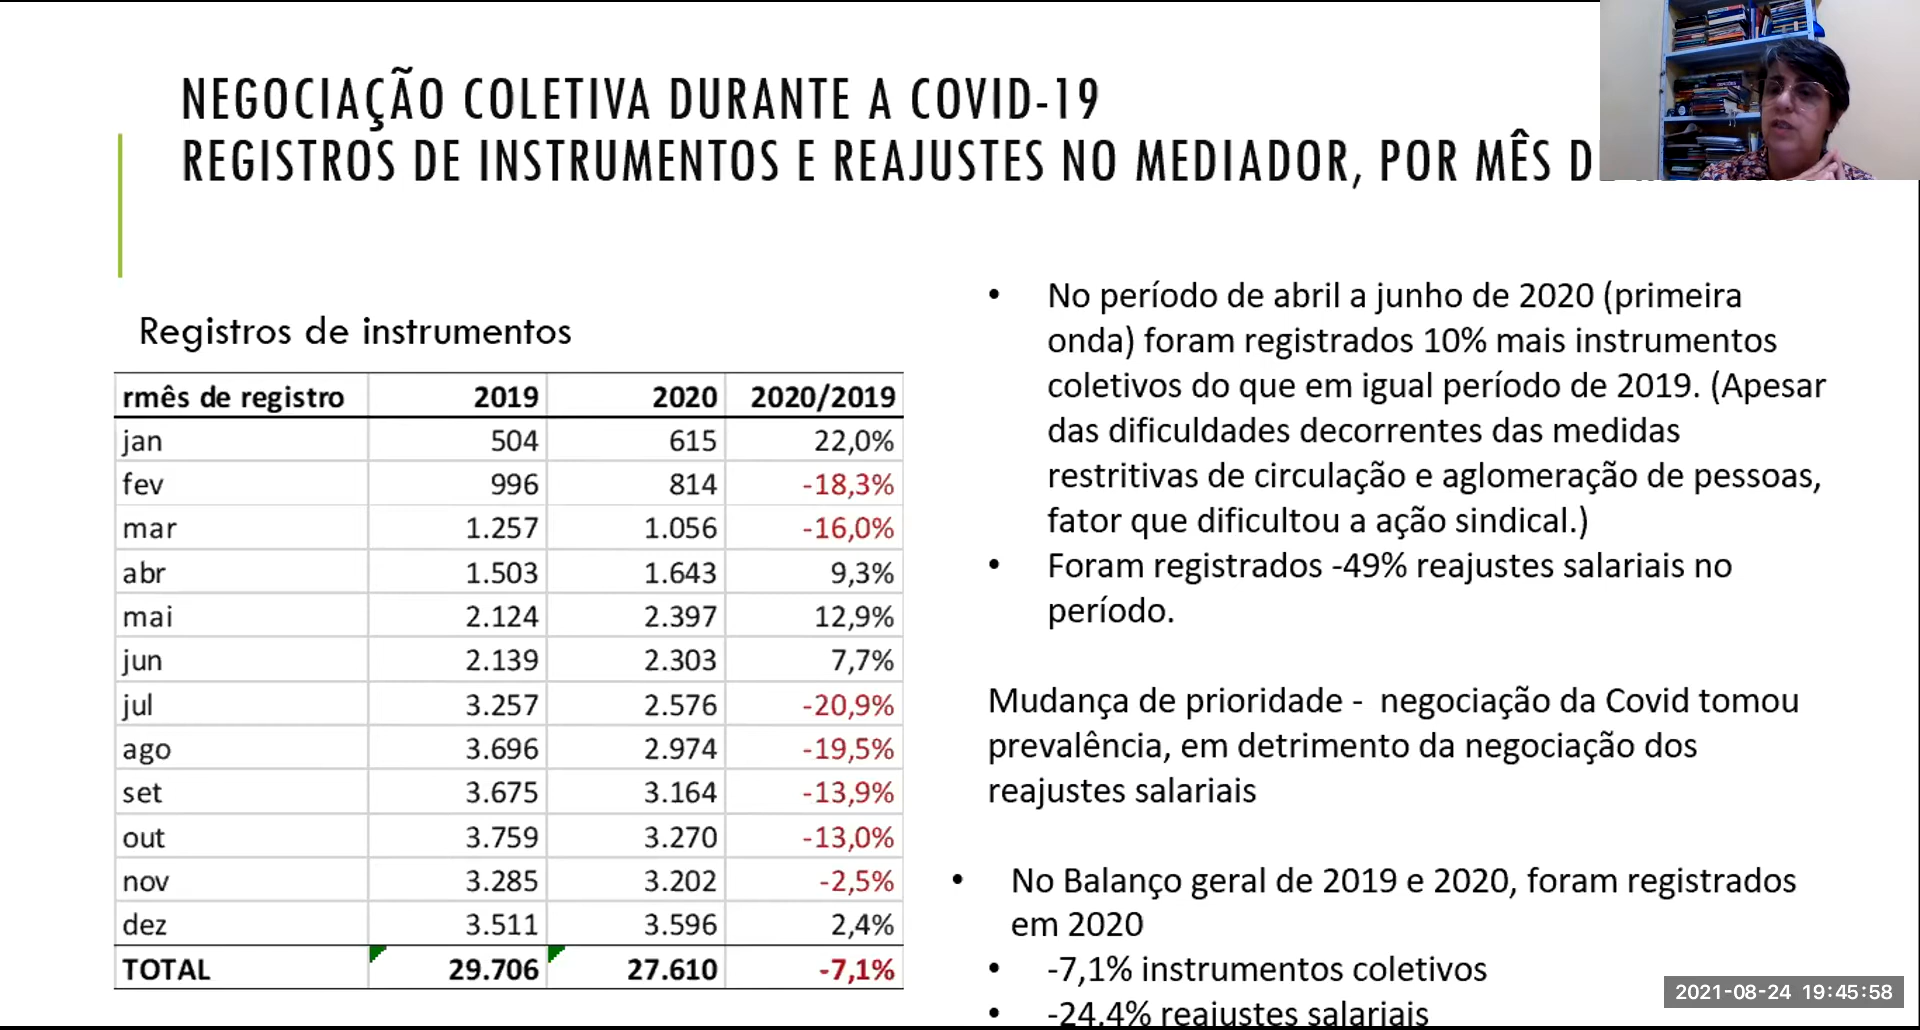 NEGOCIAÇÃO COLETIVA DURANTE A COVID-19
REGISTROS DE INSTRUMENTOS E REAJUSTES NO MEDIADOR, POR MÊS
Registros de instrumentos
rmês de registro 2019 2020 2020/2019
jan 504 615 22,0%
fev 996 814 -18,3%
mar 1.257 1.056 -16,0%
abr 1.503 1.643 9,3%
mai 2.124 2.397 12,9%
jun 2.139 2.303 7,7%
jul 3.257 2.576 -20,9%
ago 3.696 2.974 -19,5%
set 3.675 3.164 -13,9%
out 3.759 3.270 -13,0%
nov 3.285 3.202 -2,5%
dez 3.511 3.596 2,4%
TOTAL 29.706 27.610 -7,1%
• No período de abril a junho de 2020 (primeira
onda) foram registrados 10% mais instrumentos
coletivos do que em igual período de 2019. (Apesar
das dificuldades decorrentes das medidas
restritivas de circulação e aglomeração de pessoas,
fator que dificultou a ação sindical.)
• Foram registrados -49% reajustes salariais no
período.
Mudança de prioridade - negociação da Covid tomou
prevalência, em detrimento da negociação dos
reajustes salariais
• No Balanço geral de 2019 e 2020, foram registrados
em 2020
• -7,1% instrumentos coletivos
• -24,4% reajustes salariais
2021-08-24 19:45:58